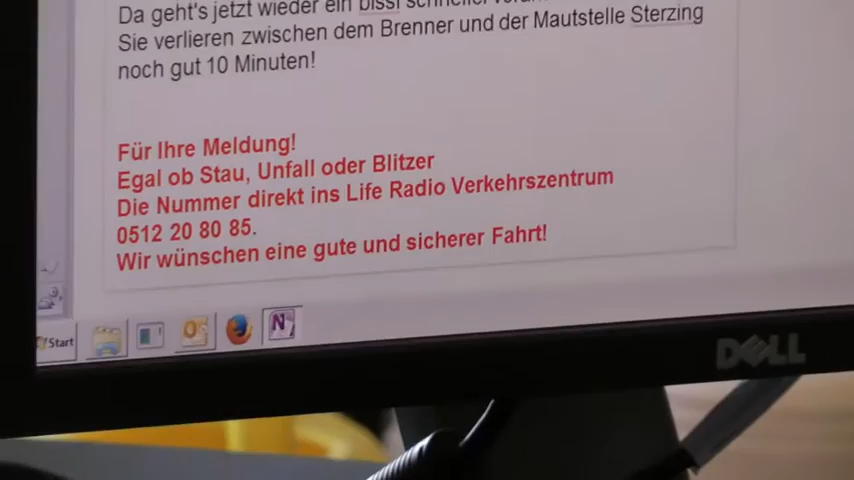 Da geht's jetzt wieder ein bissl schneller
Sie verlieren zwischen dem Brenner und der Mautstelle Sterzing
noch gut 10 Minuten!
Für Ihre Meldung!
Egal ob Stau, Unfall oder Blitzer
Die Nummer direkt ins Life Radio Verkehrszentrum
0512 20 80 85.
Wir wünschen eine gute und sicherer Fahrt!
Start
DELL